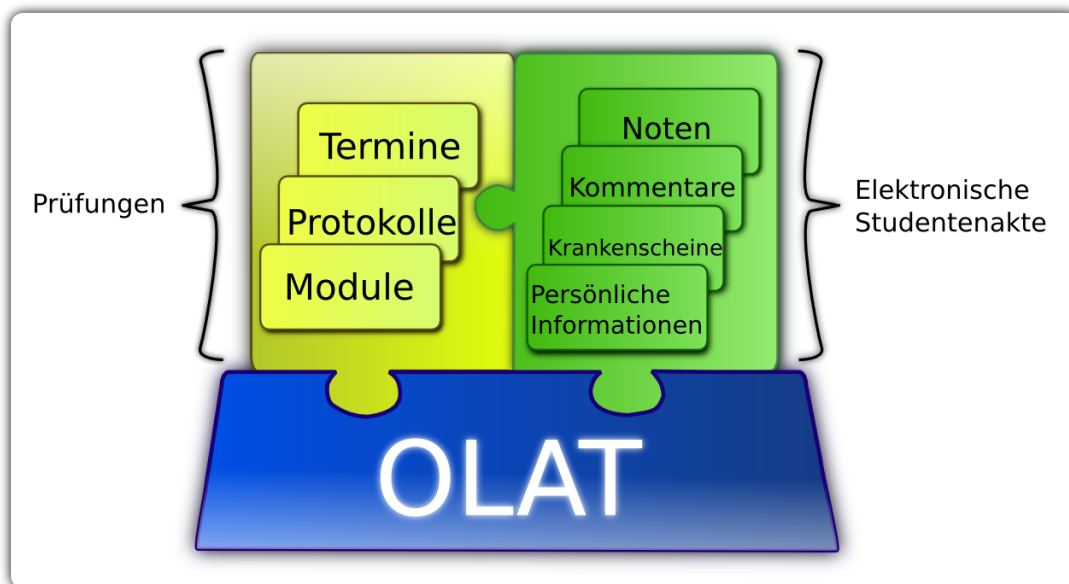 Prüfungen
Termine
Protokolle
Module
Noten
Kommentare
Krankenscheine
Persönliche
Informationen
Elektronische
Studentenakte
OLAT